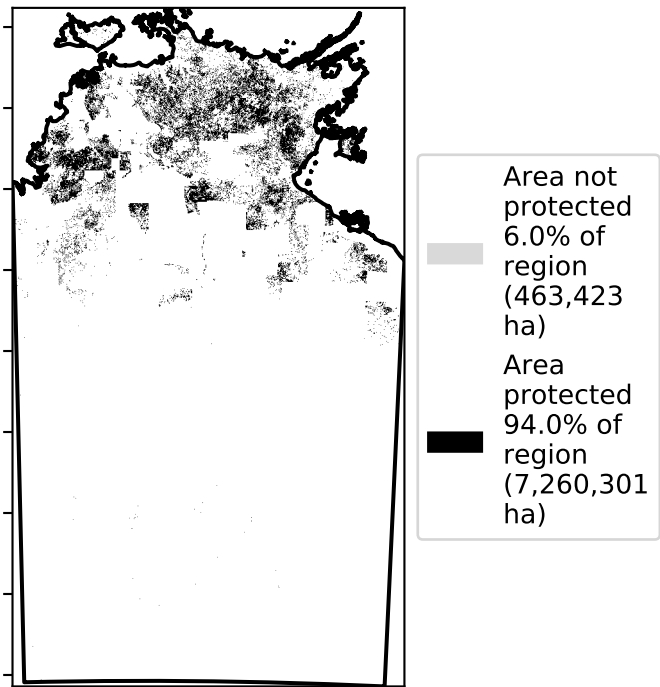 Area not
protected
6.0% of
region
(463,423
ha)
Area
protected
94.0% of
region
(7,260,301
ha)